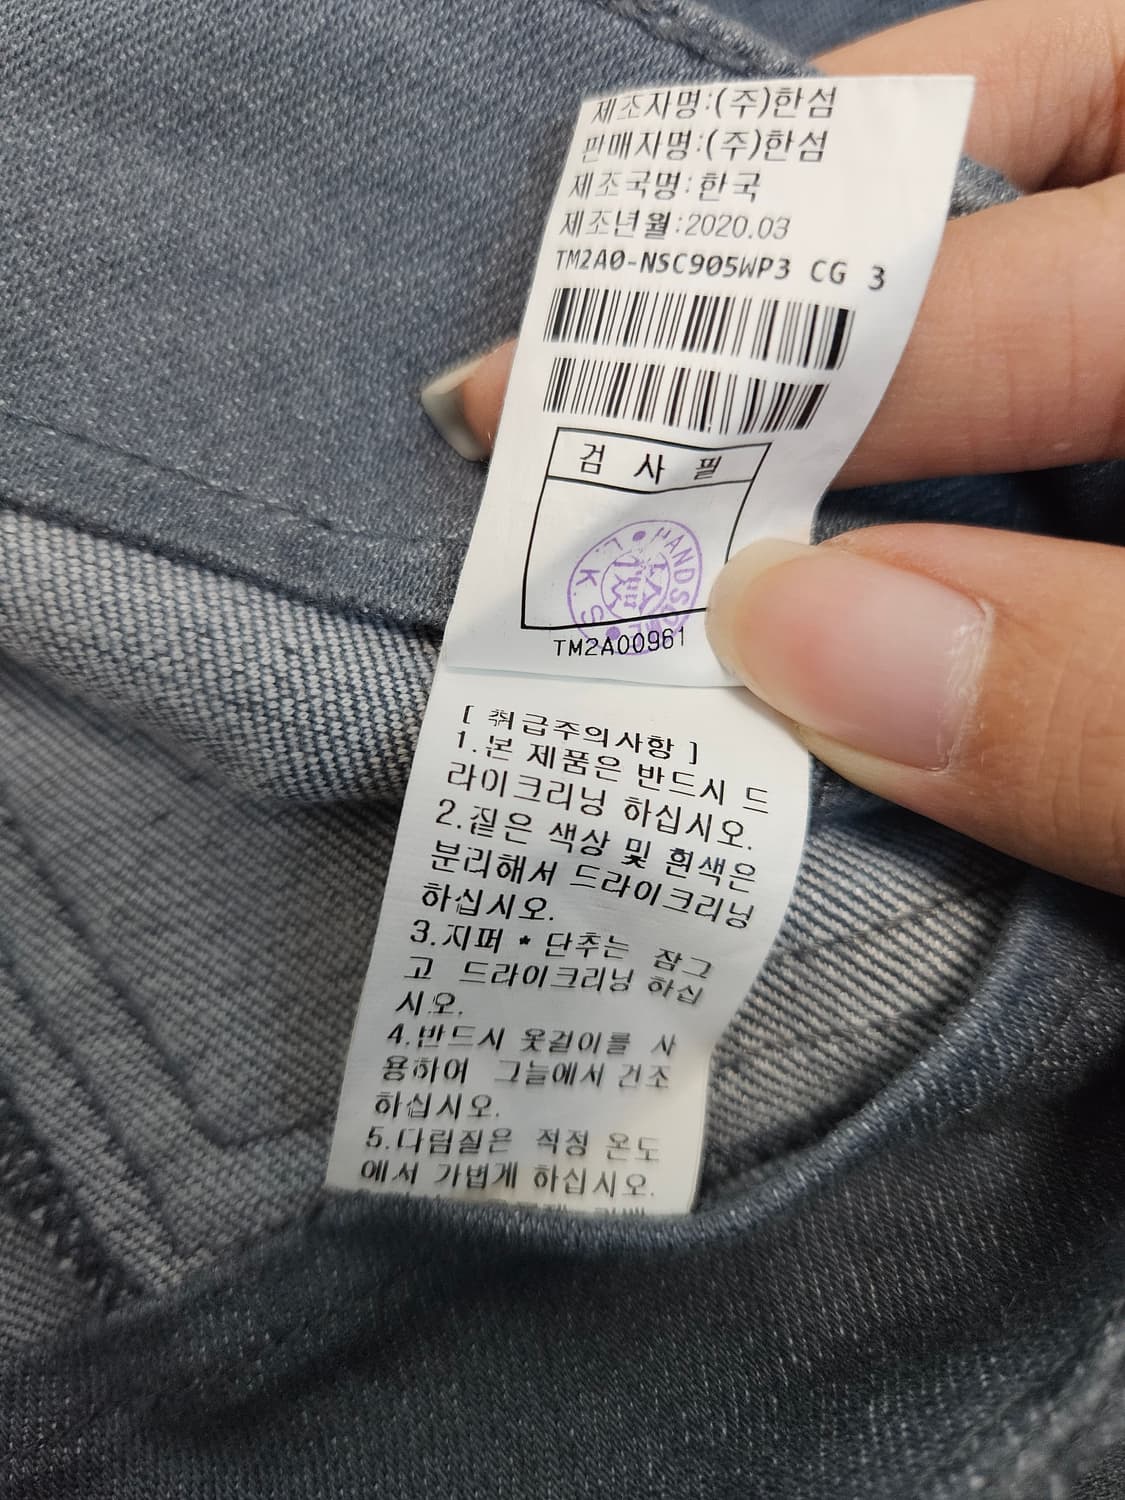 제조자명:(주)한섬
판매자명:(주)한섬
제조국명:한국
제조년월:2020.03
TM2A0-NSC905WP3 CG 3
검 사 필
HANDSOME
L.K.S
TM2A00961
[ 취급주의사항 ]
1.본 제품은 반드시 드
라이크리닝 하십시오.
2.짙은 색상 및 흰색은
분리해서 드라이크리닝
하십시오.
3.지퍼 * 단추는 잠그
고 드라이크리닝 하십
시오.
4.반드시 옷걸이를 사
용하여 그늘에서 건조
하십시오.
5.다림질은 적정 온도
에서 가볍게 하십시오.